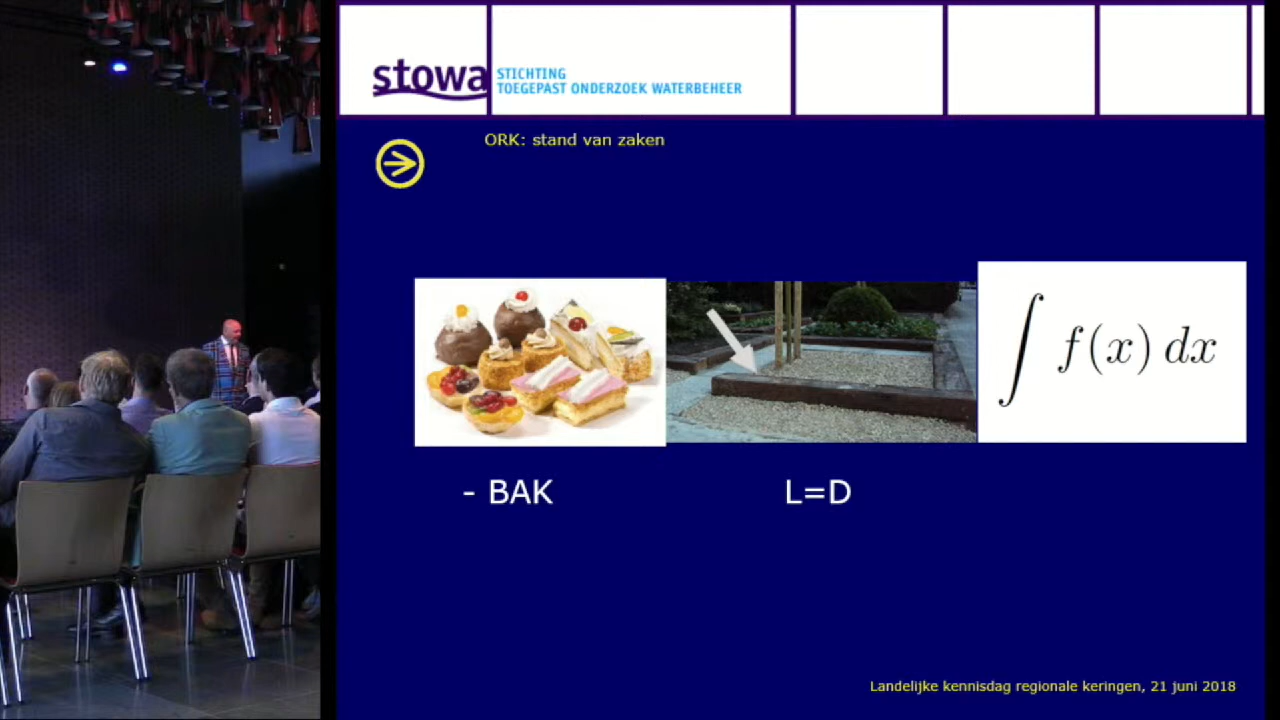 stowa
STICHTING
TOEGEPAST ONDERZOEK WATERBEHEER
ORK: stand van zaken
∫ f(x) dx
- BAK
L=D
Landelijke kennisdag regionale keringen, 21 juni 2018